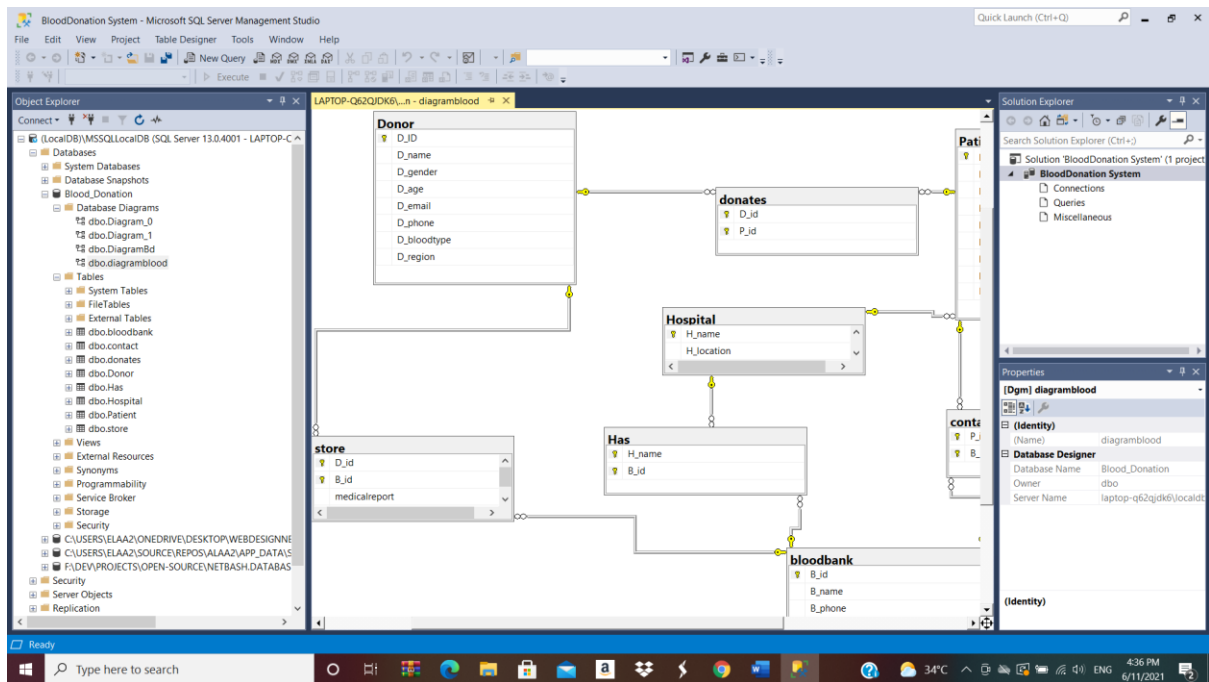 BloodDonation System - Microsoft SQL Server Management Studio
Quick Launch (Ctrl+Q)
File Edit View Project Table Designer Tools Window Help
New Query
Execute
Object Explorer
Connect
(LocalDB)\MSSQLLocalDB (SQL Server 13.0.4001 - LAPTOP-C
Databases
System Databases
Database Snapshots
Blood_Donation
Database Diagrams
dbo.Diagram_0
dbo.Diagram_1
dbo.DiagramBd
dbo.diagramblood
Tables
System Tables
FileTables
External Tables
dbo.bloodbank
dbo.contact
dbo.donates
dbo.Donor
dbo.Has
dbo.Hospital
dbo.Patient
dbo.store
Views
External Resources
Synonyms
Programmability
Service Broker
Storage
Security
C:\USERS\ELAA2\ONEDRIVE\DESKTOP\WEBDESIGNNE
C:\USERS\ELAA2\SOURCE\REPOS\ALAA2\APP_DATA\S
F:\DEV\PROJECTS\OPEN-SOURCE\NETBASH.DATABAS
Security
Server Objects
Replication
LAPTOP-Q62QJDK6\...n - diagramblood
Donor
D_ID
D_name
D_gender
D_age
D_email
D_phone
D_bloodtype
D_region
donates
D_id
P_id
Pati
Hospital
H_name
H_location
Has
H_name
B_id
conta
P_
B_
store
D_id
B_id
medicalreport
bloodbank
B_id
B_name
B_phone
Solution Explorer
Search Solution Explorer (Ctrl+;)
Solution 'BloodDonation System' (1 project
BloodDonation System
Connections
Queries
Miscellaneous
Properties
[Dgm] diagramblood
(Identity)
(Name) diagramblood
Database Designer
Database Name Blood_Donation
Owner dbo
Server Name laptop-q62qjdk6\localdb
(Identity)
Ready
Type here to search
34°C
ENG
4:36 PM
6/11/2021